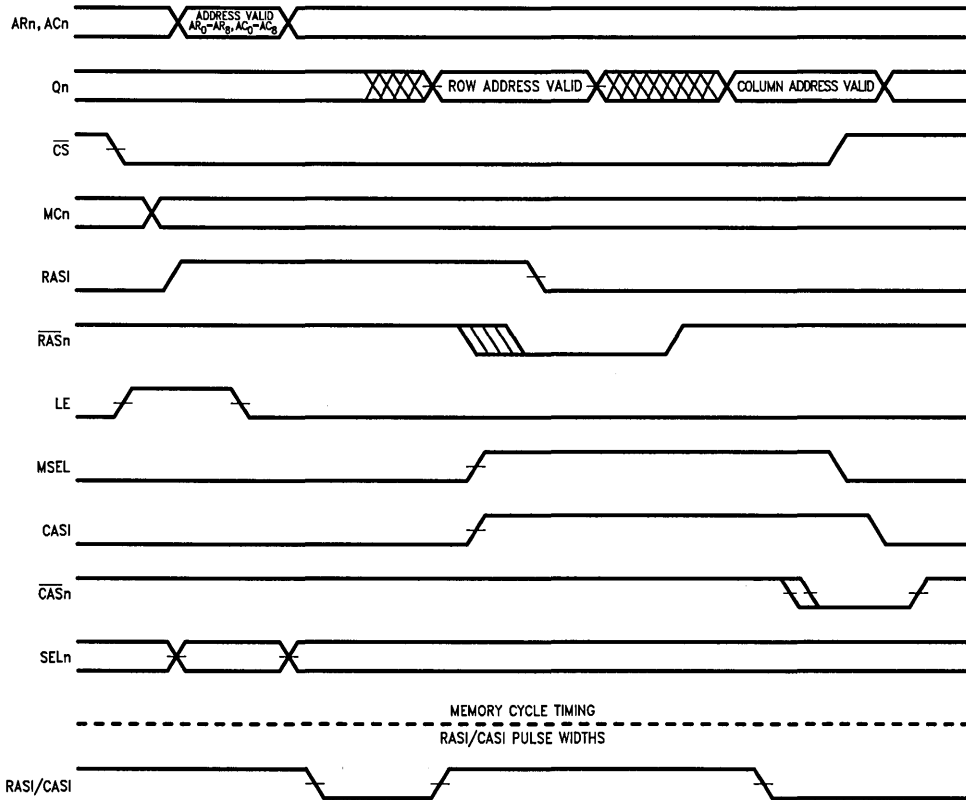 ARn, ACn
ADDRESS VALID
AR0–AR8, AC0–AC8
Qn
ROW ADDRESS VALID
COLUMN ADDRESS VALID
CS
MCn
RASI
RASn
LE
MSEL
CASI
CASn
SELn
MEMORY CYCLE TIMING
RASI/CASI PULSE WIDTHS
RASI/CASI